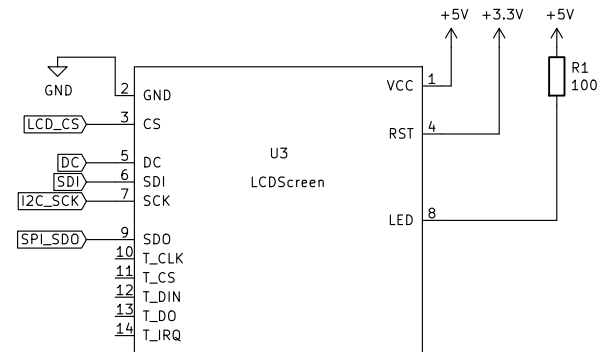 +5V +3.3V +5V
GND
R1
100
VCC 1
2 GND
LCD_CS 3 CS
RST 4
U3
LCDScreen
DC 5 DC
SDI 6 SDI
I2C_SCK 7 SCK
LED 8
SPI_SDO 9 SDO
10 T_CLK
11 T_CS
12 T_DIN
13 T_DO
14 T_IRQ